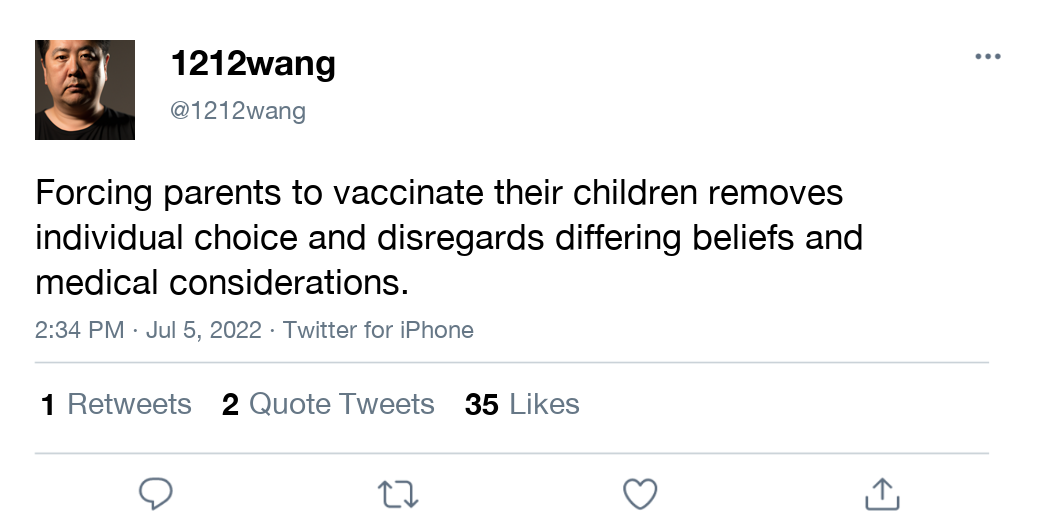 1212wang
@1212wang
Forcing parents to vaccinate their children removes
individual choice and disregards differing beliefs and
medical considerations.
2:34 PM · Jul 5, 2022 · Twitter for iPhone
1 Retweets 2 Quote Tweets 35 Likes